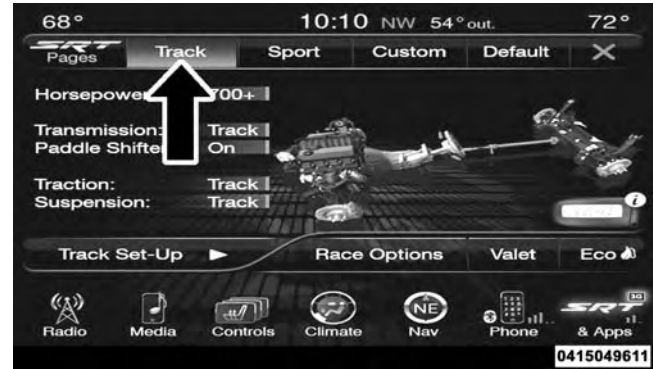 68° 10:10 NW 54° out. 72°
SRT Pages Track Sport Custom Default X
Horsepower 700+
Transmission: Track
Paddle Shifte On
Traction: Track
Suspension: Track
i
Track Set-Up Race Options Valet Eco
NE 3G SRT
Radio Media Controls Climate Nav Phone & Apps
0415049611